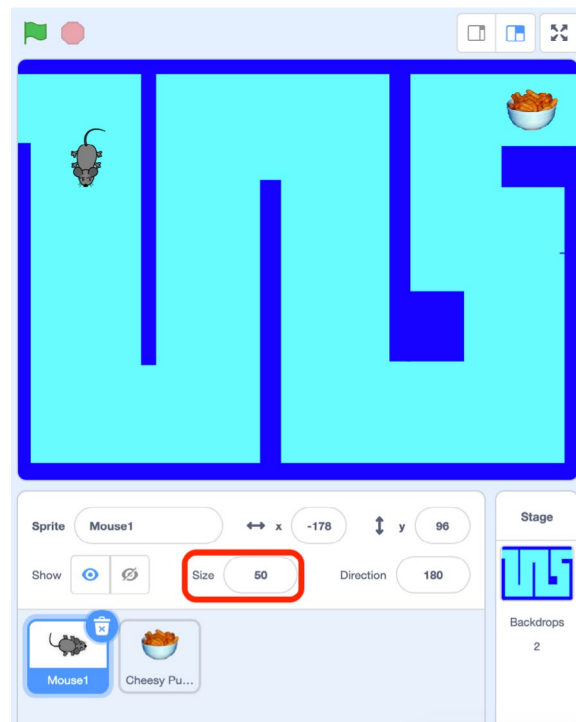 Sprite Mouse1 x -178 y 96
Show Size 50 Direction 180
Mouse1 Cheesy Pu...
Stage
Backdrops
2